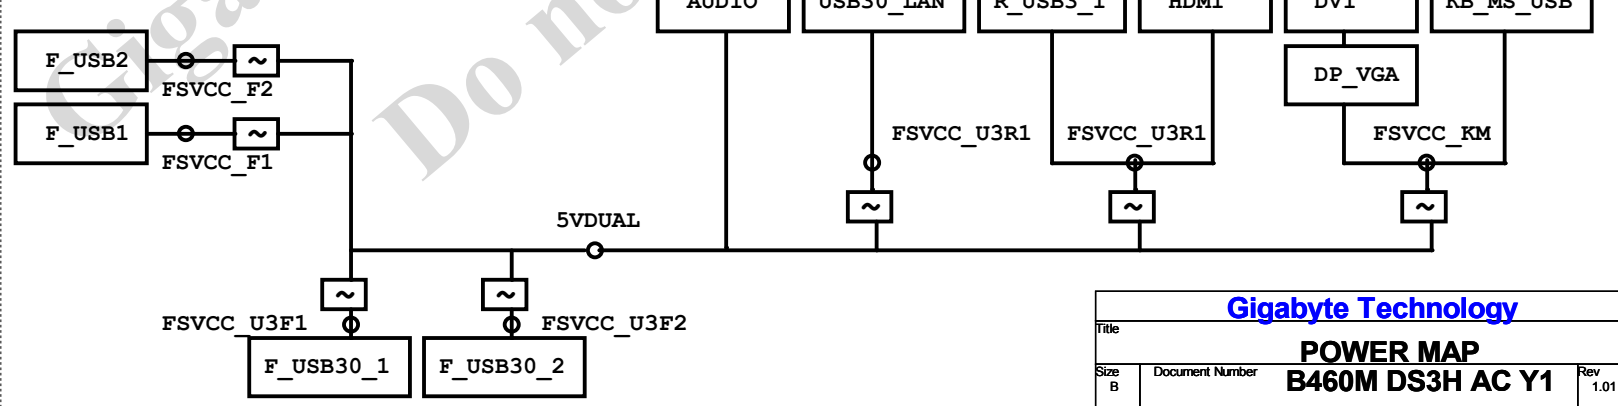 AUDIO USB30_LAN R_USB3_1 HDMI DVI KB_MS_USB
F_USB2
FSVCC_F2
DP_VGA
F_USB1
FSVCC_F1
FSVCC_U3R1 FSVCC_U3R1 FSVCC_KM
~ ~ ~ ~ ~
5VDUAL
~ ~
FSVCC_U3F1 FSVCC_U3F2
F_USB30_1 F_USB30_2
Gigabyte Technology
Title
POWER MAP
Size Document Number Rev
B B460M DS3H AC Y1 1.01
Do